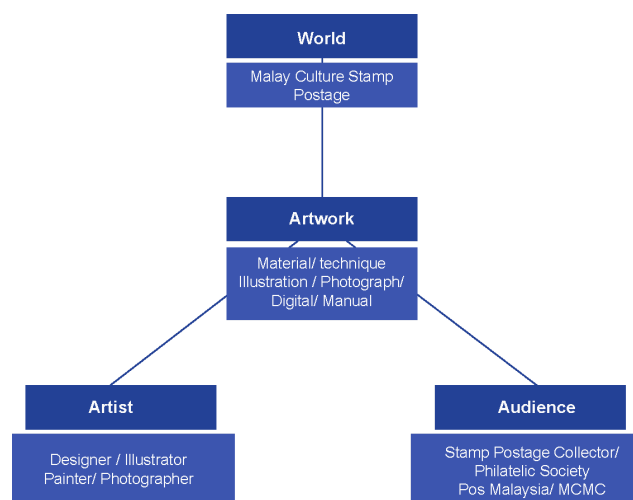 World
Malay Culture Stamp
Postage
Artwork
Material/ technique
Illustration / Photograph/
Digital/ Manual
Artist
Designer / Illustrator
Painter/ Photographer
Audience
Stamp Postage Collector/
Philatelic Society
Pos Malaysia/ MCMC